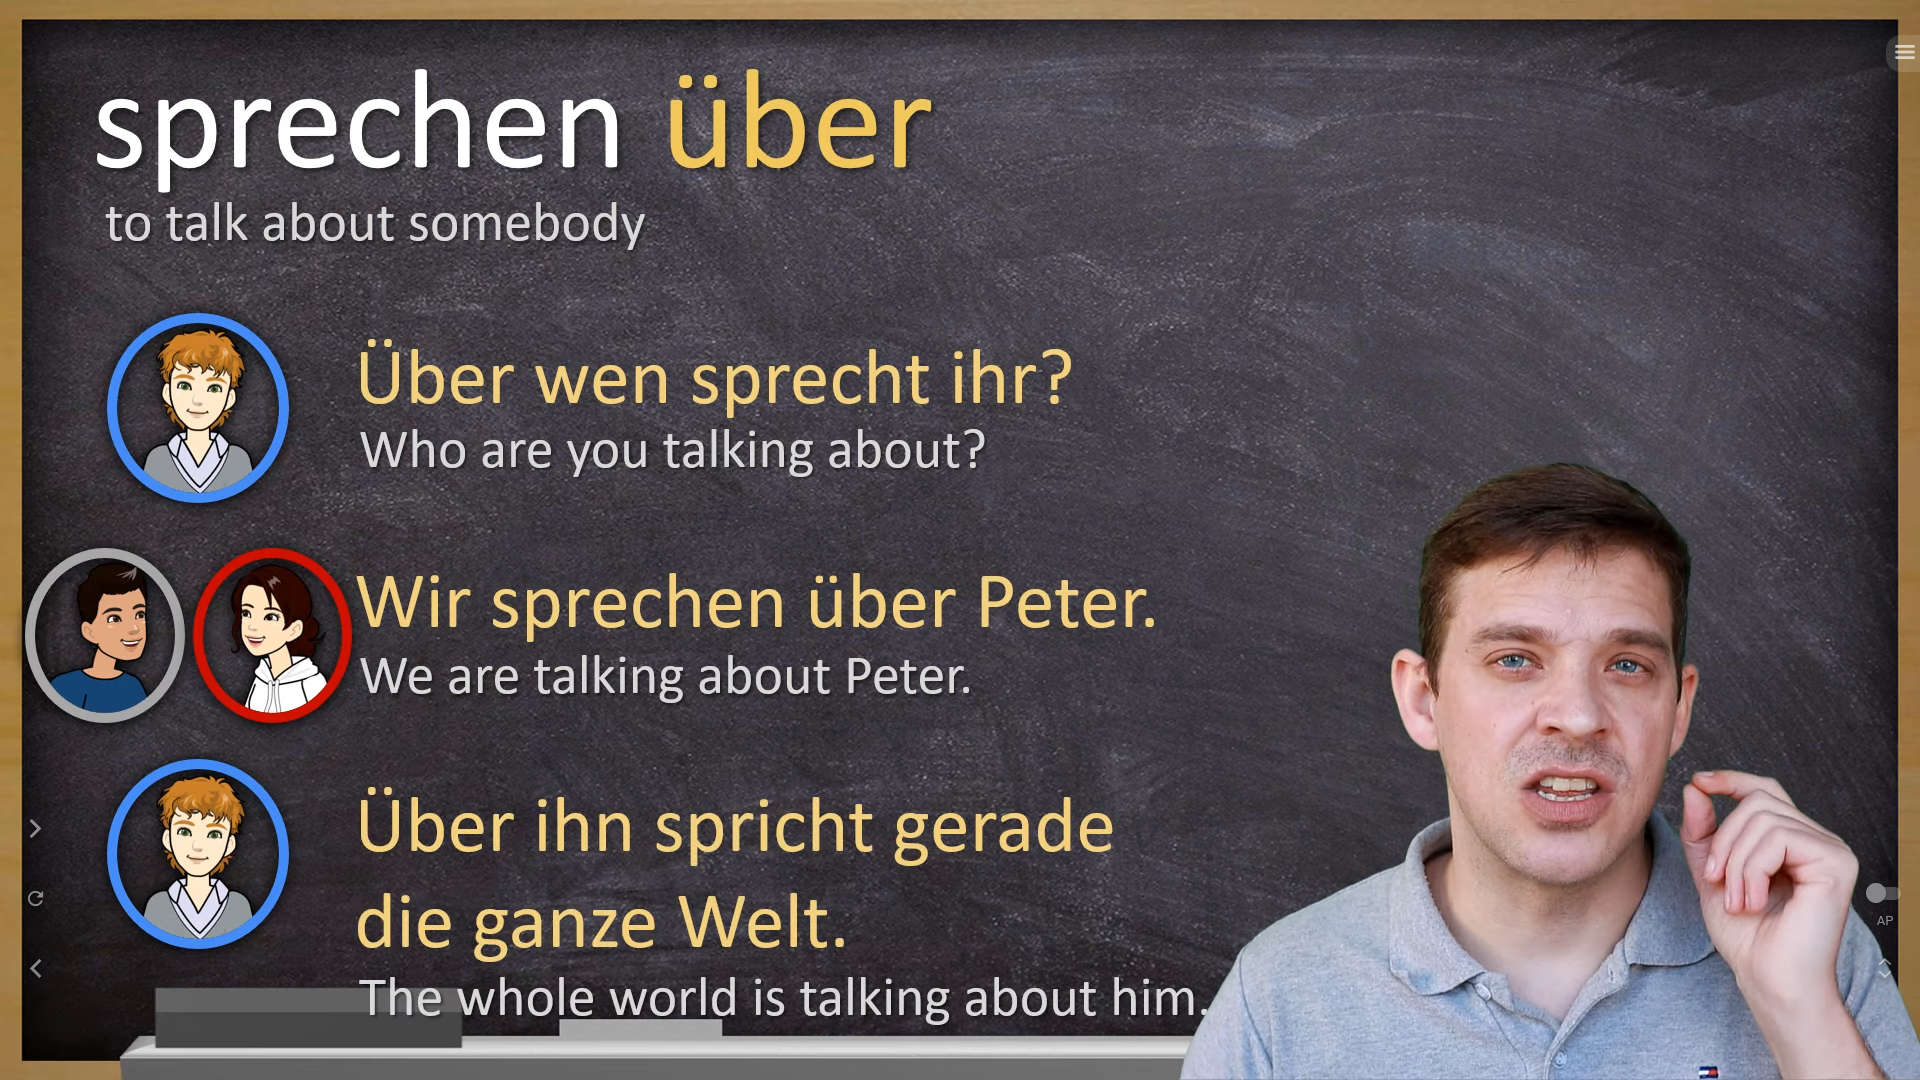 sprechen über
to talk about somebody
Über wen sprecht ihr?
Who are you talking about?
Wir sprechen über Peter.
We are talking about Peter.
Über ihn spricht gerade
die ganze Welt.
The whole world is talking about him.
AP